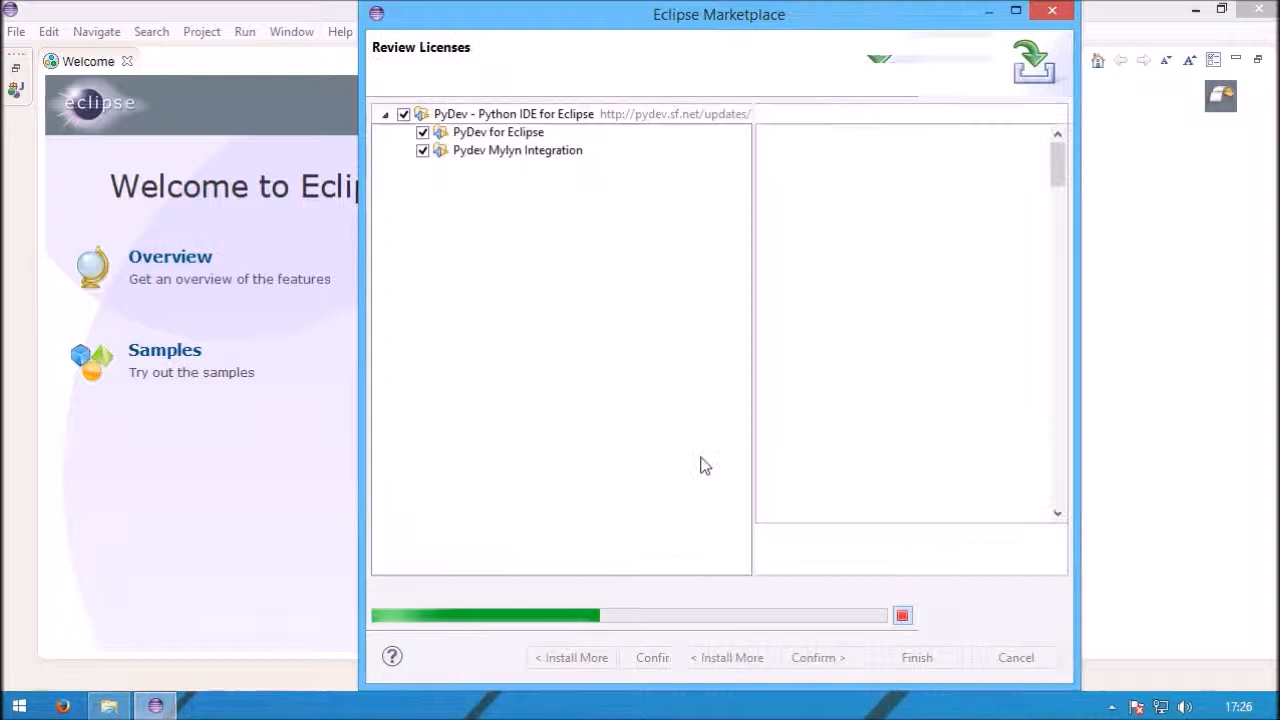 Eclipse Marketplace
File Edit Navigate Search Project Run Window Help
Review Licenses
Welcome
eclipse
PyDev - Python IDE for Eclipse http://pydev.sf.net/updates/
PyDev for Eclipse
Pydev Mylyn Integration
Welcome to Eclip
Overview
Get an overview of the features
Samples
Try out the samples
? < Install More Confir < Install More Confirm > Finish Cancel
17:26